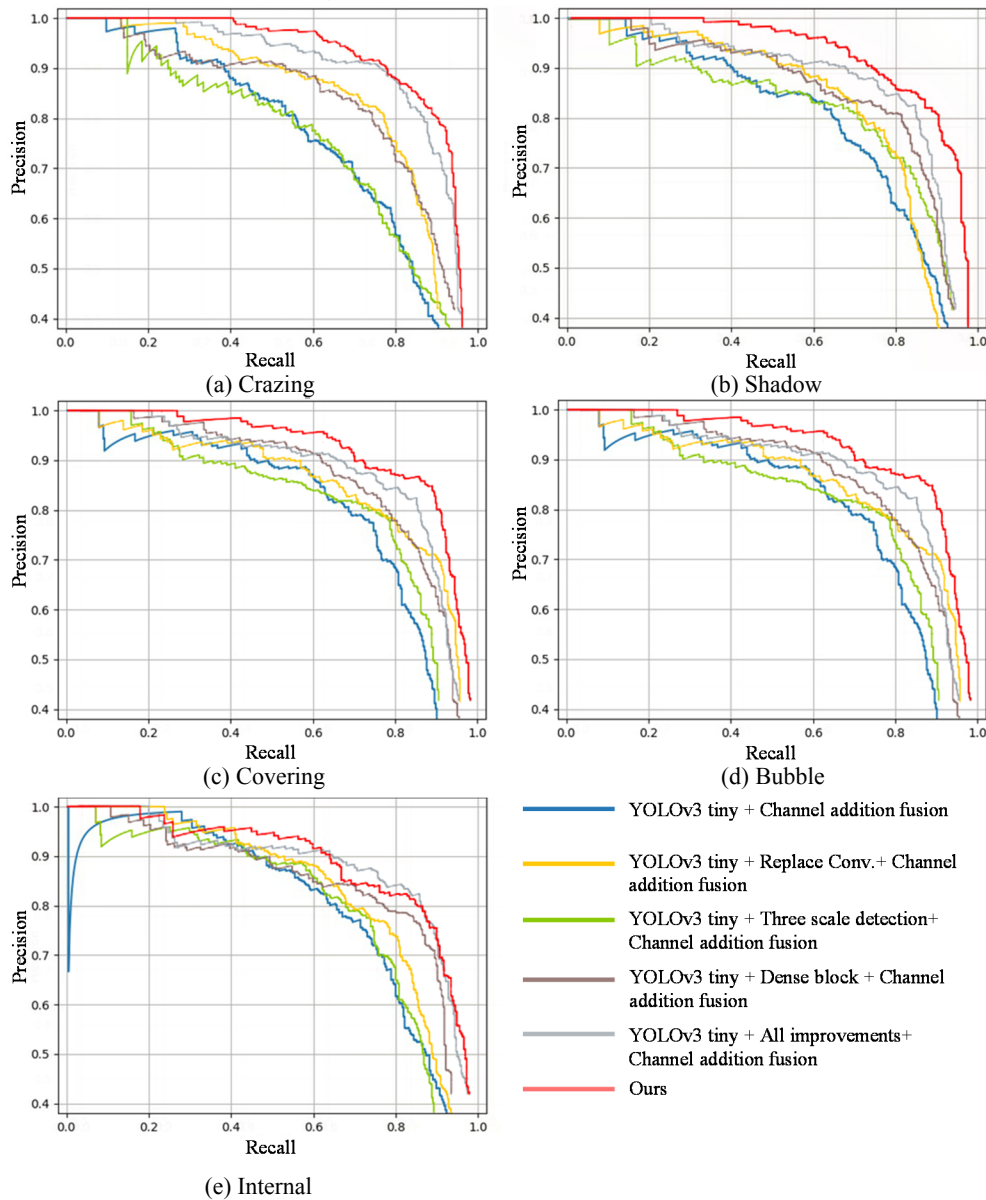 1.0
0.9
0.8
0.7
0.6
0.5
0.4
Precision
0.0 0.2 0.4 0.6 0.8 1.0
Recall
(a) Crazing
1.0
0.9
0.8
0.7
0.6
0.5
0.4
Precision
0.0 0.2 0.4 0.6 0.8 1.0
Recall
(b) Shadow
1.0
0.9
0.8
0.7
0.6
0.5
0.4
Precision
0.0 0.2 0.4 0.6 0.8 1.0
Recall
(c) Covering
1.0
0.9
0.8
0.7
0.6
0.5
0.4
Precision
0.0 0.2 0.4 0.6 0.8 1.0
Recall
(d) Bubble
1.0
0.9
0.8
0.7
0.6
0.5
0.4
Precision
0.0 0.2 0.4 0.6 0.8 1.0
Recall
(e) Internal
YOLOv3 tiny + Channel addition fusion
YOLOv3 tiny + Replace Conv.+ Channel
addition fusion
YOLOv3 tiny + Three scale detection+
Channel addition fusion
YOLOv3 tiny + Dense block + Channel
addition fusion
YOLOv3 tiny + All improvements+
Channel addition fusion
Ours